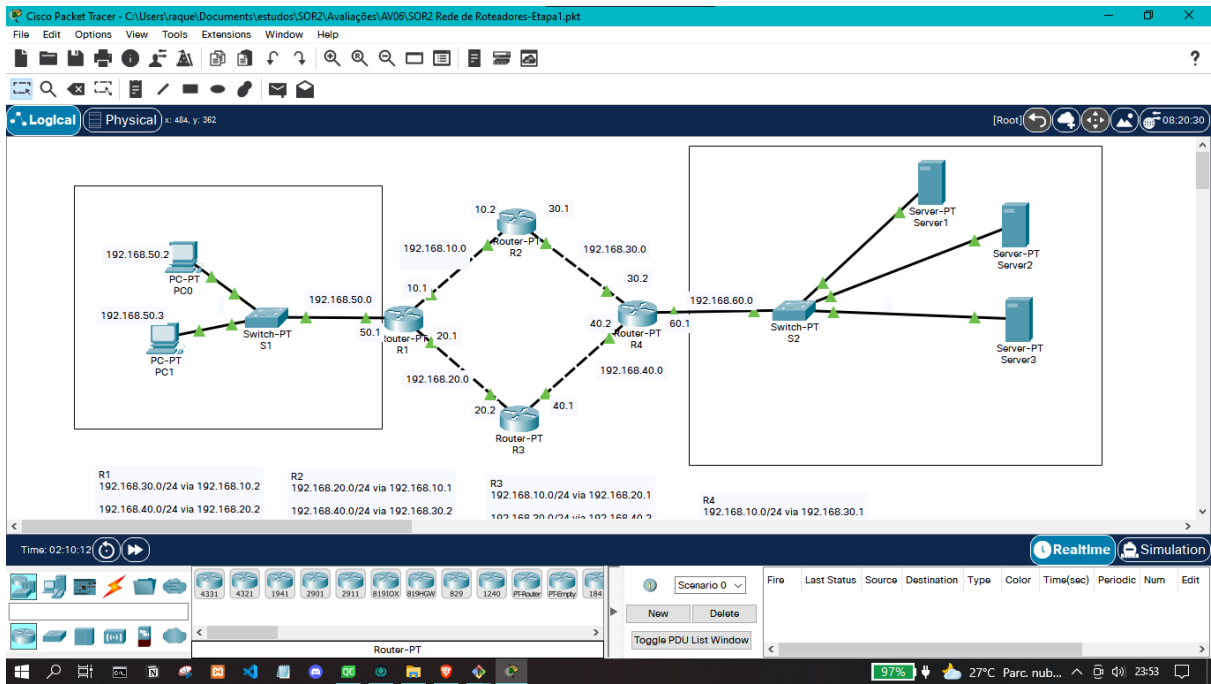 Cisco Packet Tracer - C:\Users\raque\Documents\estudos\SOR2\Avaliações\AV06\SOR2 Rede de Roteadores-Etapa1.pkt
File Edit Options View Tools Extensions Window Help
?
Logical Physical x: 484, y: 362 [Root] 08:20:30
Server-PT
Server1
10.2 30.1
Router-PT
R2
192.168.50.2
192.168.10.0
192.168.30.0
Server-PT
Server2
PC-PT
PC0
30.2
10.1
192.168.50.0
192.168.60.0
192.168.50.3
Switch-PT
S1
50.1
20.1
R1
40.2
60.1
Router-PT
R4
Switch-PT
S2
PC-PT
PC1
Server-PT
Server3
192.168.20.0
192.168.40.0
20.2
40.1
Router-PT
R3
R1
192.168.30.0/24 via 192.168.10.2
192.168.40.0/24 via 192.168.20.2
R2
192.168.20.0/24 via 192.168.10.1
192.168.40.0/24 via 192.168.30.2
R3
192.168.10.0/24 via 192.168.20.1
192.168.30.0/24 via 192.168.40.2
R4
192.168.10.0/24 via 192.168.30.1
Time: 02:10:12 Realtime Simulation
4331 4321 1941 2901 2911 819IOX 819HGW 829 1240 PT-Router PT-Empty 184
Router-PT
Scenario 0
New Delete
Toggle PDU List Window
Fire Last Status Source Destination Type Color Time(sec) Periodic Num Edit
97% 27°C Parc. nub... 23:53